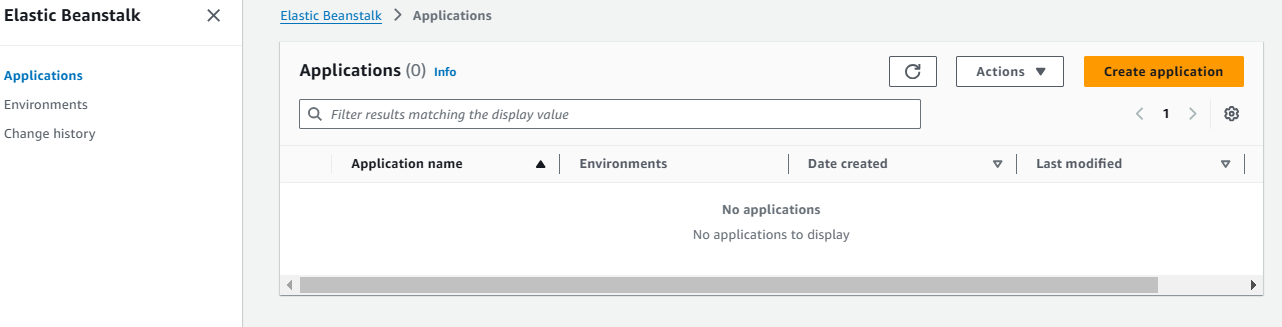 Elastic Beanstalk
Applications
Environments
Change history
Elastic Beanstalk > Applications
Applications (0) Info
Actions
Create application
Filter results matching the display value
1
Application name Environments Date created Last modified
No applications
No applications to display